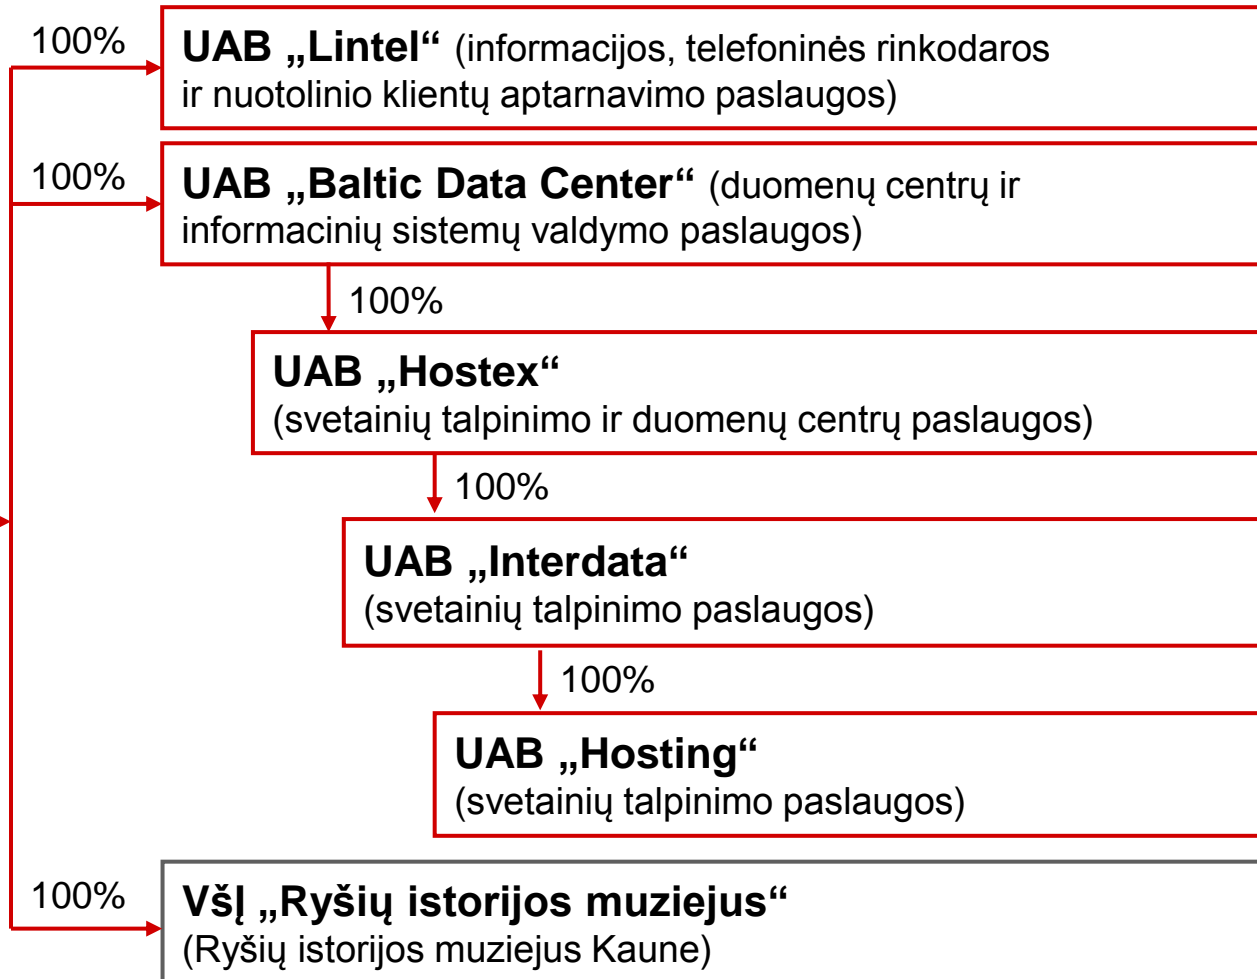 100%
UAB „Lintel“ (informacijos, telefoninės rinkodaros
ir nuotolinio klientų aptarnavimo paslaugos)
100%
UAB „Baltic Data Center“ (duomenų centrų ir
informacinių sistemų valdymo paslaugos)
100%
UAB „Hostex“
(svetainių talpinimo ir duomenų centrų paslaugos)
100%
UAB „Interdata“
(svetainių talpinimo paslaugos)
100%
UAB „Hosting“
(svetainių talpinimo paslaugos)
100%
VšĮ „Ryšių istorijos muziejus“
(Ryšių istorijos muziejus Kaune)